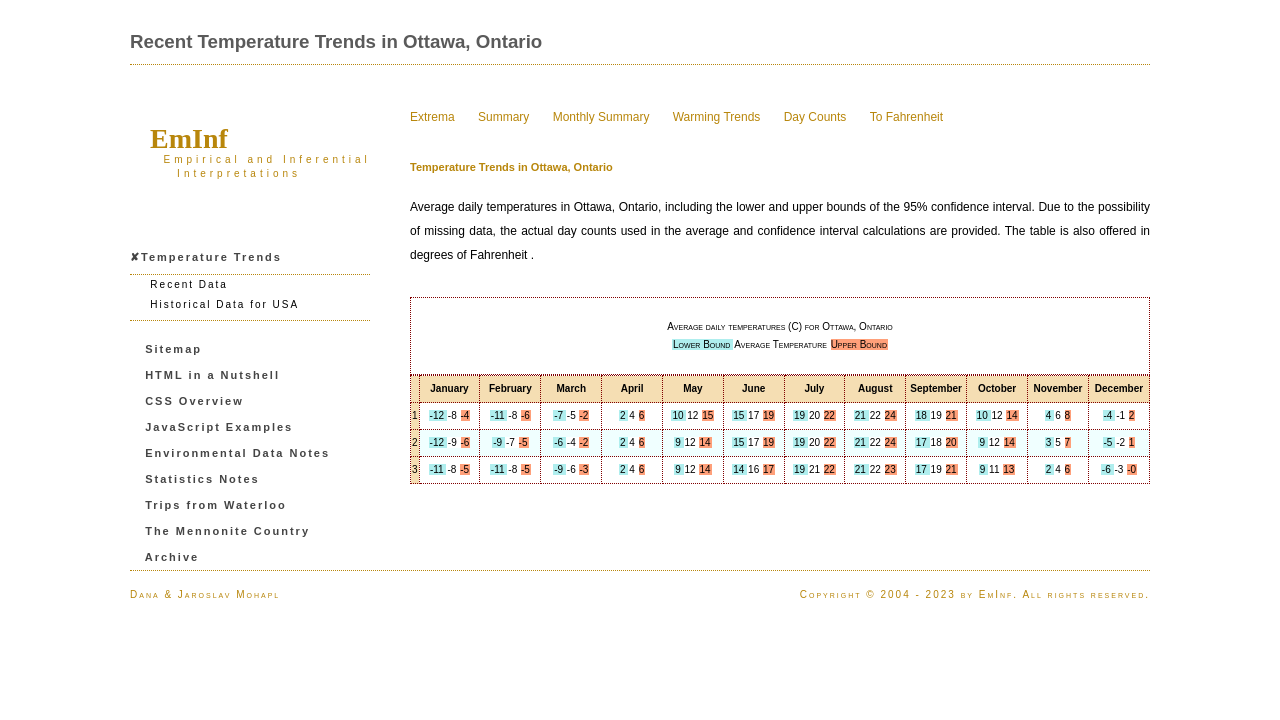 Recent Temperature Trends in Ottawa, Ontario
EmInf
Empirical and Inferential
Interpretations
✘Temperature Trends
Recent Data
Historical Data for USA
Sitemap
HTML in a Nutshell
CSS Overview
JavaScript Examples
Environmental Data Notes
Statistics Notes
Trips from Waterloo
The Mennonite Country
Archive
Extrema Summary Monthly Summary Warming Trends Day Counts To Fahrenheit
Temperature Trends in Ottawa, Ontario
Average daily temperatures in Ottawa, Ontario, including the lower and upper bounds of the 95% confidence interval. Due to the possibility
of missing data, the actual day counts used in the average and confidence interval calculations are provided. The table is also offered in
degrees of Fahrenheit .
Average daily temperatures (C) for Ottawa, Ontario
Lower Bound Average Temperature Upper Bound
January February March April May June July August September October November December
1 -12 -8 -4 -11 -8 -6 -7 -5 -2 2 4 6 10 12 15 15 17 19 19 20 22 21 22 24 18 19 21 10 12 14 4 6 8 -4 -1 2
2 -12 -9 -6 -9 -7 -5 -6 -4 -2 2 4 6 9 12 14 15 17 19 19 20 22 21 22 24 17 18 20 9 12 14 3 5 7 -5 -2 1
3 -11 -8 -5 -11 -8 -5 -9 -6 -3 2 4 6 9 12 14 14 16 17 19 21 22 21 22 23 17 19 21 9 11 13 2 4 6 -6 -3 -0
Dana & Jaroslav Mohapl
Copyright © 2004 - 2023 by EmInf. All rights reserved.